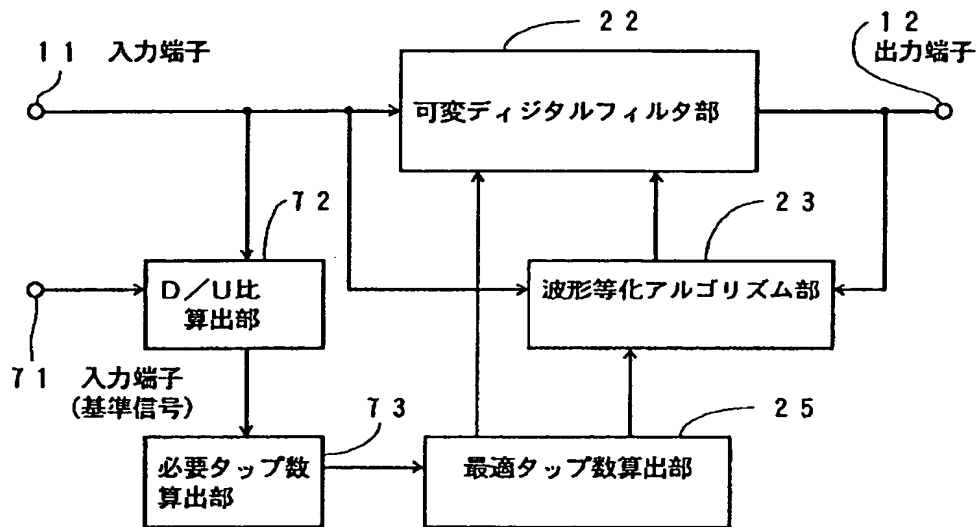 11 入力端子
22
12
出力端子
可変ディジタルフィルタ部
72
23
D/U比
算出部
波形等化アルゴリズム部
71 入力端子
(基準信号)
73
25
必要タップ数
算出部
最適タップ数算出部